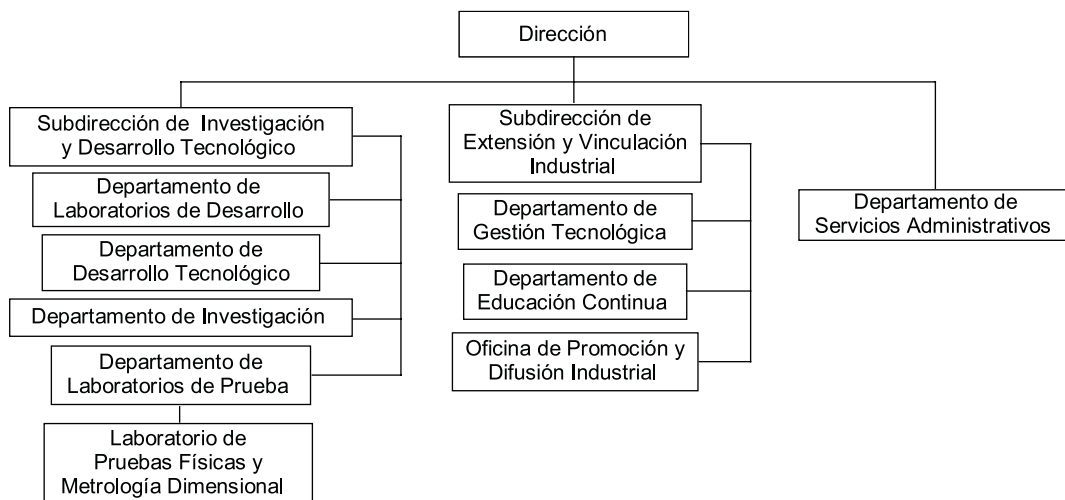 Dirección
Subdirección de Investigación
y Desarrollo Tecnológico
Departamento de
Laboratorios de Desarrollo
Departamento de
Desarrollo Tecnológico
Departamento de Investigación
Departamento de
Laboratorios de Prueba
Laboratorio de
Pruebas Físicas y
Metrología Dimensional
Subdirección de
Extensión y Vinculación
Industrial
Departamento de
Gestión Tecnológica
Departamento de
Educación Continua
Oficina de Promoción y
Difusión Industrial
Departamento de
Servicios Administrativos